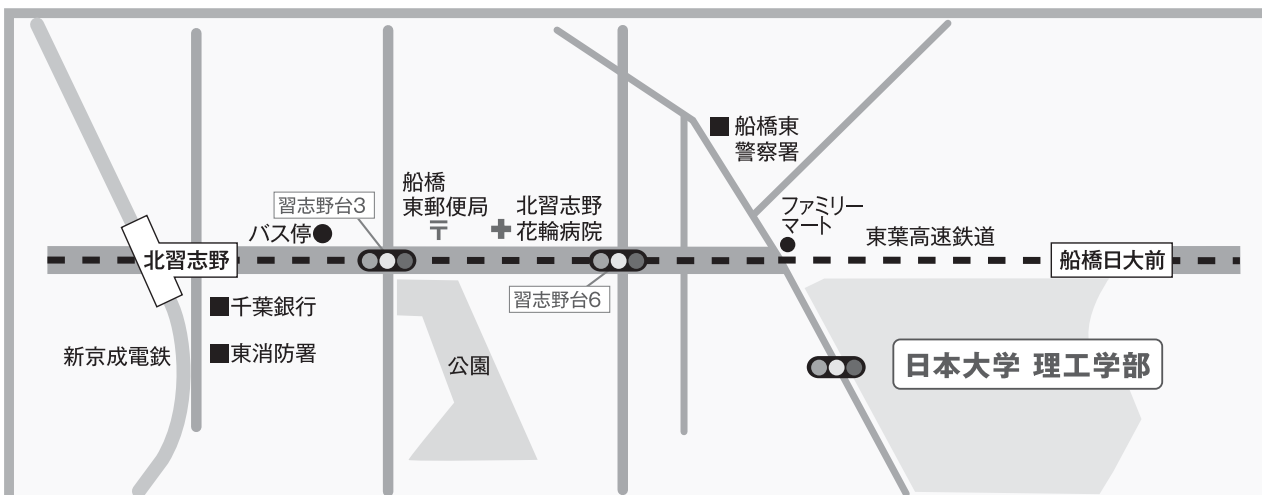 船橋東
警察署
船橋
東郵便局
〒
北習志野
花輪病院
習志野台3
ファミリー
マート
バス停
東葉高速鉄道
北習志野
船橋日大前
習志野台6
千葉銀行
新京成電鉄
東消防署
公園
日本大学 理工学部